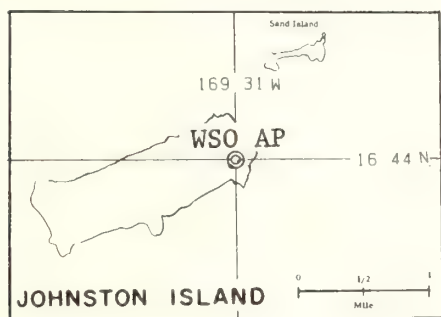 Sand Island
169 31 W
WSO AP
16 44 N
JOHNSTON ISLAND
0 1/2 1
Mile